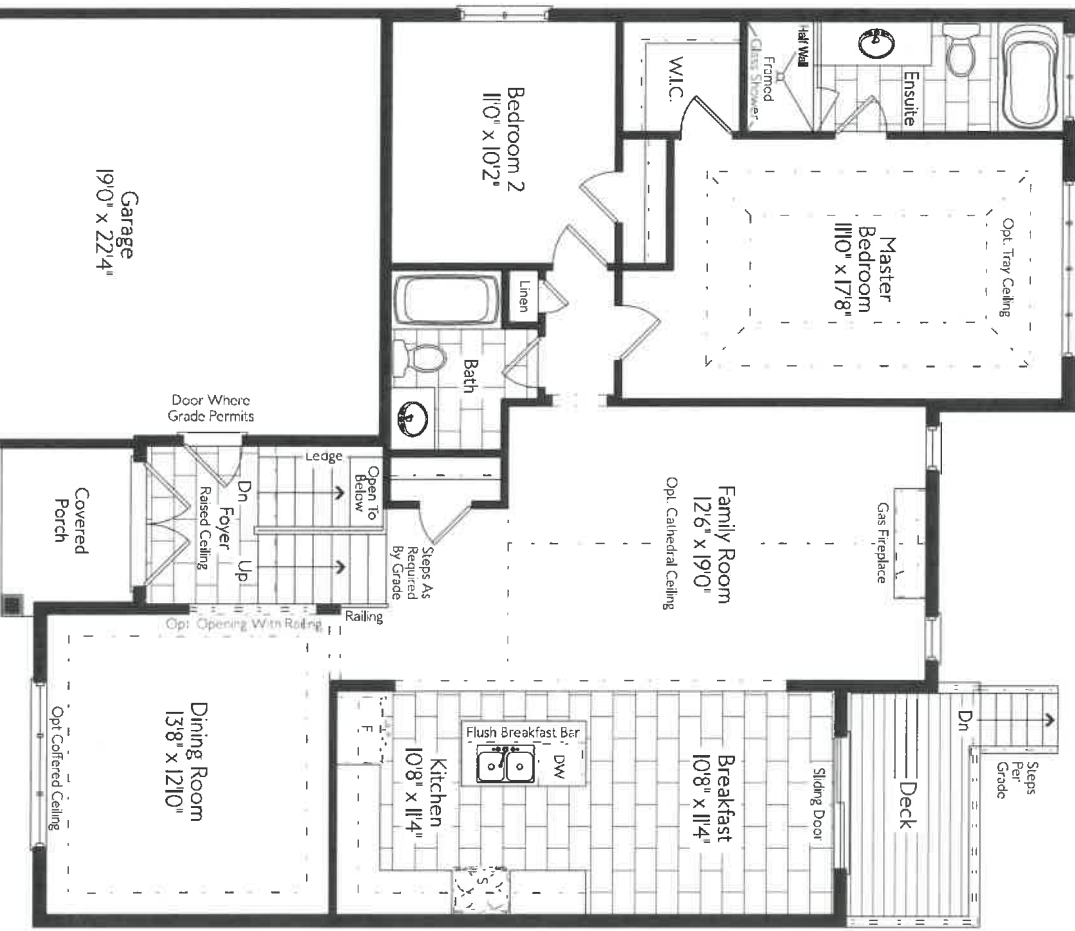 Half Wall
Framed
Glass Shower
Ensuite
W.I.C.
Bedroom 2
11'0" x 10'2"
Master
Bedroom
11'10" x 17'8"
Opt. Tray Ceiling
Garage
19'0" x 22'4"
Linen
Bath
Door Where
Grade Permits
Ledge
Open To
Below
Dn
Foyer
Raised Ceiling
Up
Covered
Porch
Steps As
Required
By Grade
Railing
Opt. Opening With Railing
Family Room
12'6" x 19'0"
Opt. Cathedral Ceiling
Gas Fireplace
Dining Room
13'8" x 12'10"
Opt Coffered Ceiling
F
Flush Breakfast Bar
DW
Kitchen
10'8" x 11'4"
S
Breakfast
10'8" x 11'4"
Sliding Door
Deck
Dn
Steps
Per
Grade